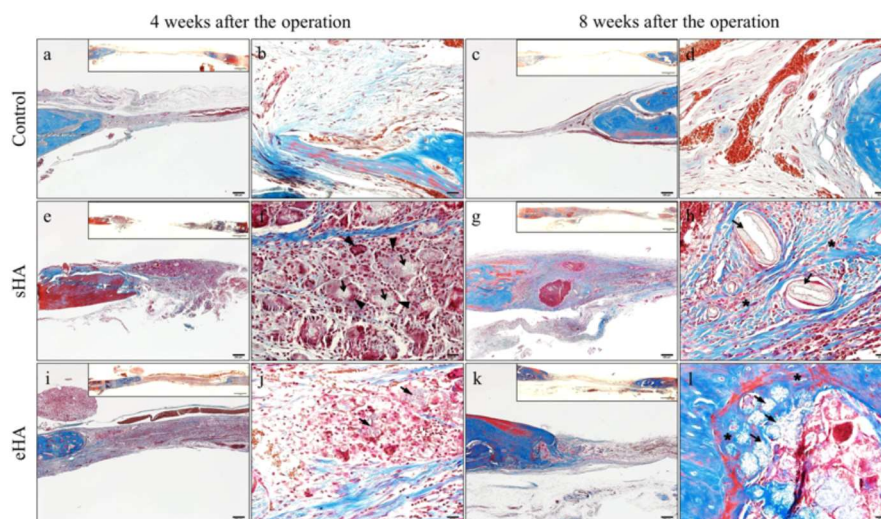 4 weeks after the operation
8 weeks after the operation
Control
a
b
c
d
sHA
e
f
g
h
eHA
i
j
k
l